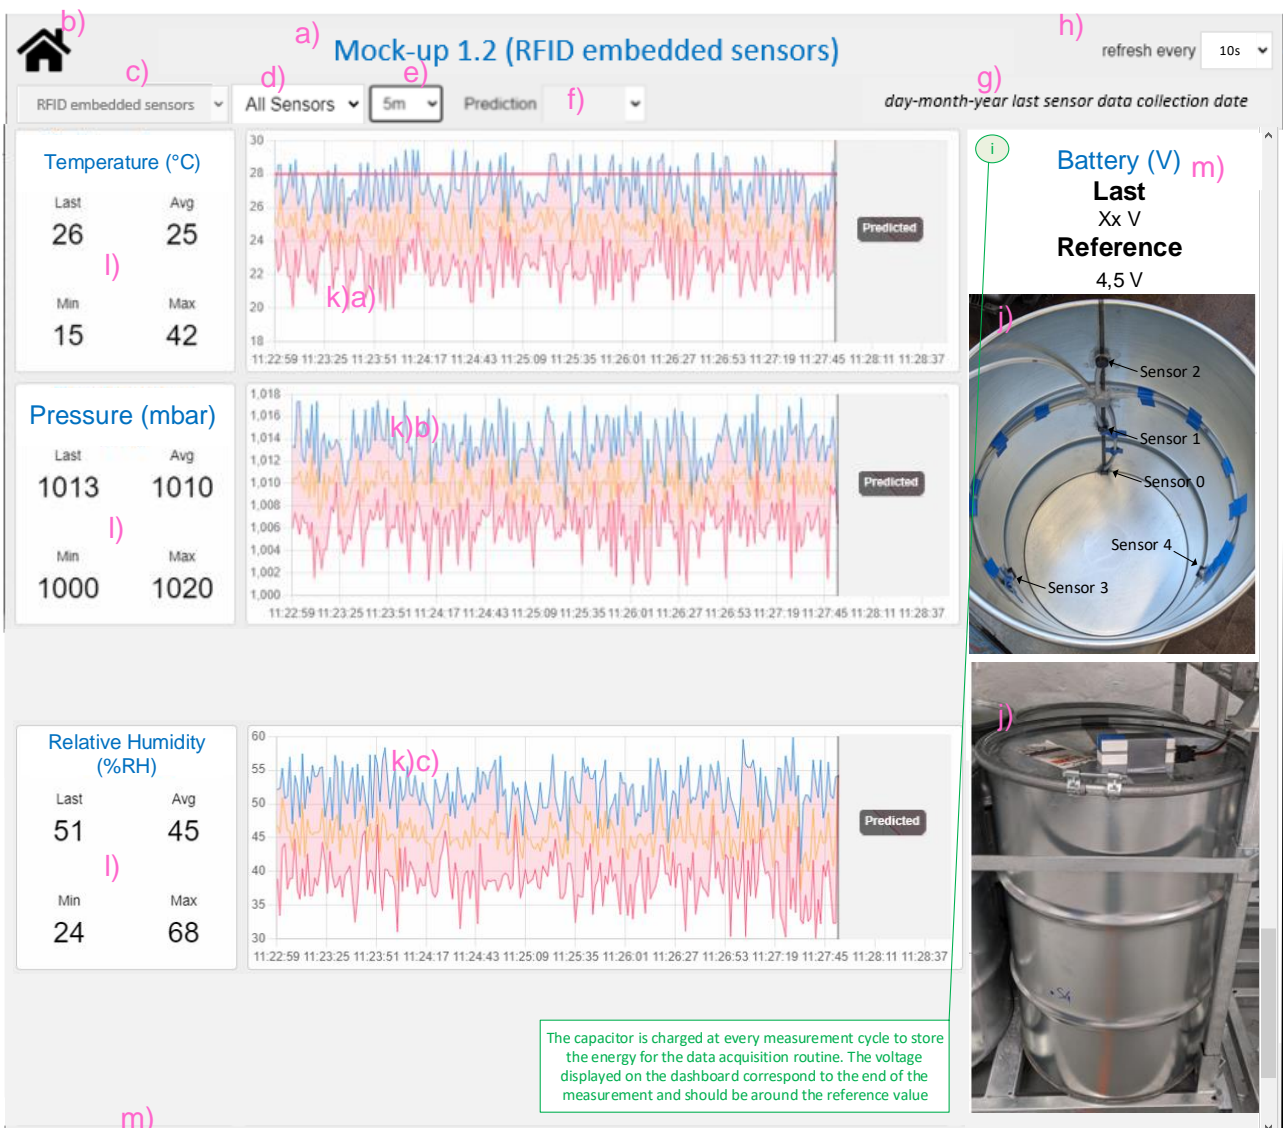 b)
a)
Mock-up 1.2 (RFID embedded sensors)
h)
refresh every 10s
c)
d)
e)
f)
g)
RFID embedded sensors
All Sensors
5m
Prediction
day-month-year last sensor data collection date
Temperature (°C)
Last Avg
26 25
l)
Min Max
15 42
30
28
26
24
22
20
18
k)a)
Predicted
11:22:59 11:23:25 11:23:51 11:24:17 11:24:43 11:25:09 11:25:35 11:26:01 11:26:27 11:26:53 11:27:19 11:27:45 11:28:11 11:28:37
i
Battery (V)
m)
Last
Xx V
Reference
4,5 V
j)
Sensor 2
Sensor 1
Sensor 0
Sensor 4
Sensor 3
Pressure (mbar)
Last Avg
1013 1010
l)
Min Max
1000 1020
1,018
1,016
1,014
1,012
1,010
1,008
1,006
1,004
1,002
1,000
k)b)
Predicted
11:22:59 11:23:25 11:23:51 11:24:17 11:24:43 11:25:09 11:25:35 11:26:01 11:26:27 11:26:53 11:27:19 11:27:45 11:28:11 11:28:37
Relative Humidity
(%RH)
Last Avg
51 45
l)
Min Max
24 68
60
55
50
45
40
35
30
k)c)
Predicted
11:22:59 11:23:25 11:23:51 11:24:17 11:24:43 11:25:09 11:25:35 11:26:01 11:26:27 11:26:53 11:27:19 11:27:45 11:28:11 11:28:37
j)
S4
The capacitor is charged at every measurement cycle to store
the energy for the data acquisition routine. The voltage
displayed on the dashboard correspond to the end of the
measurement and should be around the reference value
m)